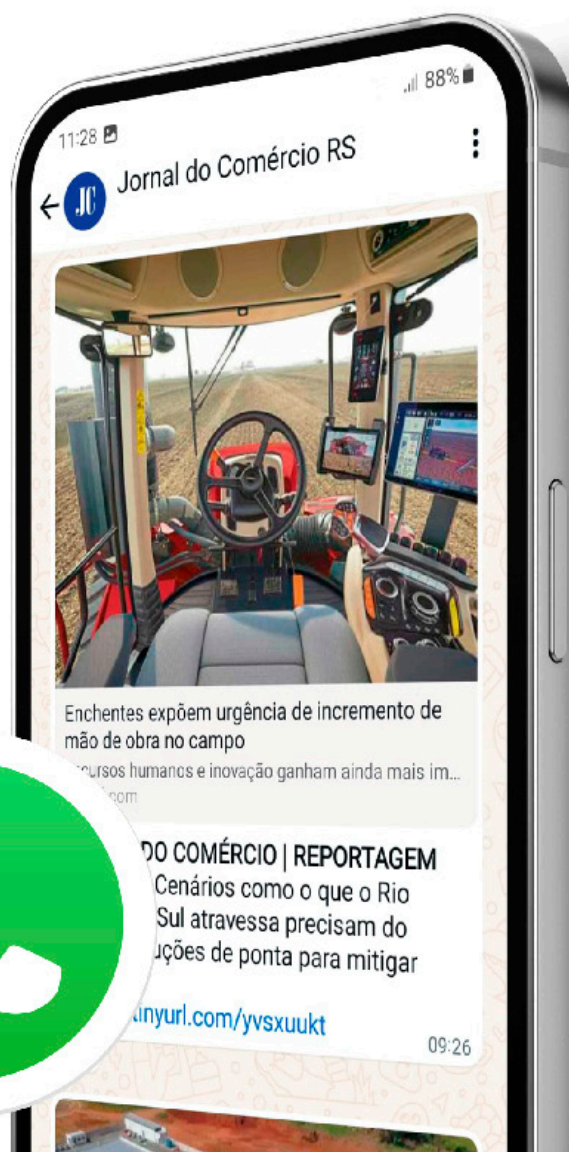 11:28
88%
JC
Jornal do Comércio RS
Enchentes expõem urgência de incremento de
mão de obra no campo
cursos humanos e inovação ganham ainda mais im...
com
DO COMÉRCIO | REPORTAGEM
Cenários como o que o Rio
Sul atravessa precisam do
uções de ponta para mitigar
tinyurl.com/yvsxuukt
09:26